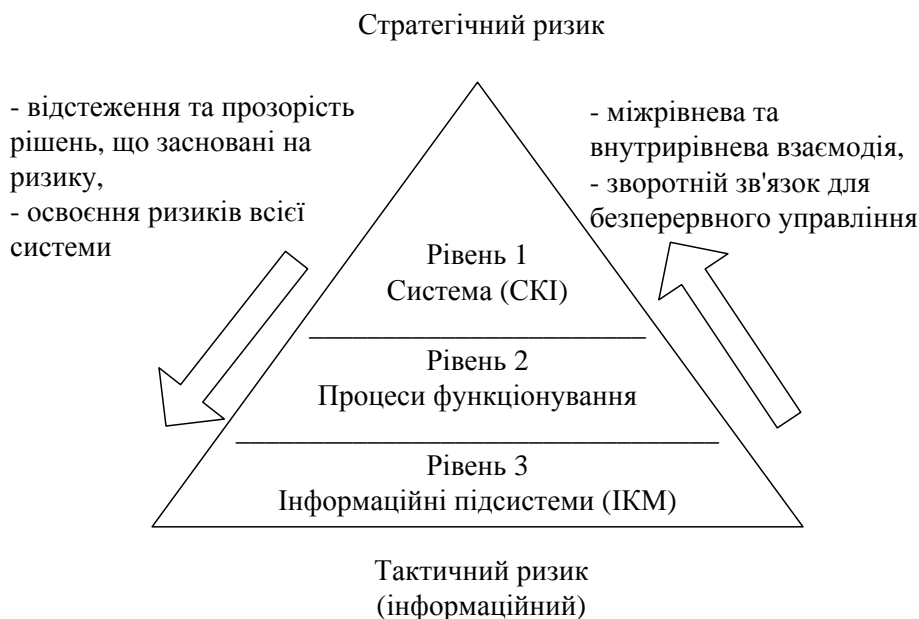 Стратегічний ризик
- відстеження та прозорість
рішень, що засновані на
ризику,
- освоєння ризиків всієї
системи
- міжрівнева та
внутрирівнева взаємодія,
- зворотній зв'язок для
безперервного управління
Рівень 1
Система (СКІ)
Рівень 2
Процеси функціонування
Рівень 3
Інформаційні підсистеми (ІКМ)
Тактичний ризик
(інформаційний)